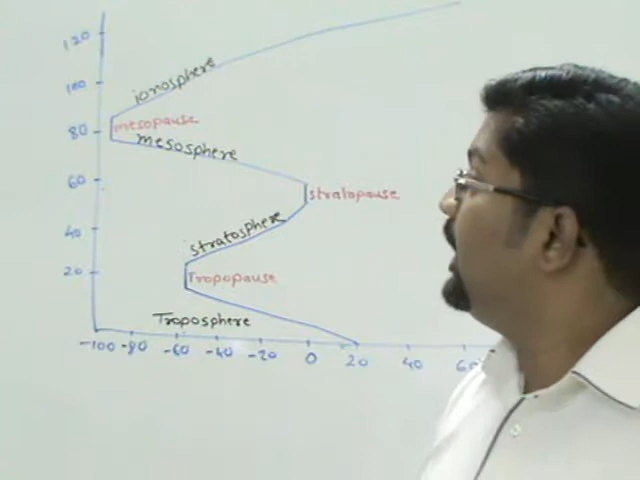 120
ionosphere
100
mesopause
80
mesosphere
60
stratopause
40
stratosphere
20
Tropopause
Troposphere
-100 -80 -60 -40 -20 0 20 40 60